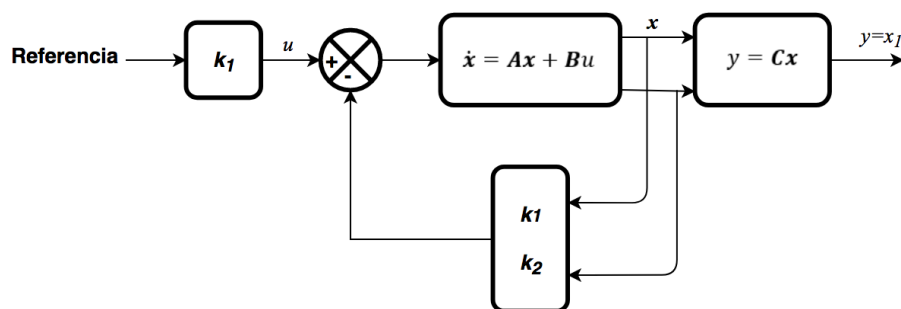 Referencia
k₁
u
+
-
ẋ = Ax + Bu
x
y = Cx
y=x₁
k1
k₂